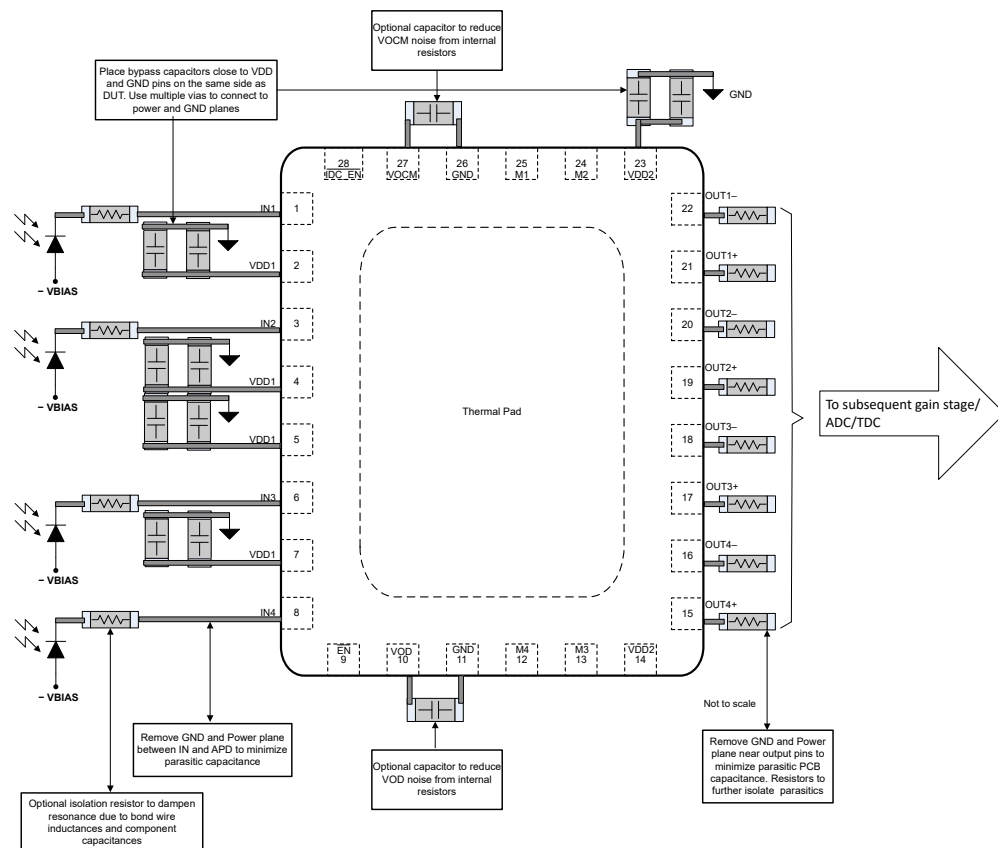 Optional capacitor to reduce
VOCM noise from internal
resistors
Place bypass capacitors close to VDD
and GND pins on the same side as
DUT. Use multiple vias to connect to
power and GND planes
GND
28
IDC_EN
27
VOCM
26
GND
25
M1
24
M2
23
VDD2
IN1
1
VDD1
2
– VBIAS
IN2
3
VDD1
4
– VBIAS
VDD1
5
IN3
6
VDD1
7
– VBIAS
IN4
8
– VBIAS
Thermal Pad
22
OUT1–
21
OUT1+
20
OUT2–
19
OUT2+
18
OUT3–
17
OUT3+
16
OUT4–
15
OUT4+
To subsequent gain stage/
ADC/TDC
EN
9
VOD
10
GND
11
M4
12
M3
13
VDD2
14
Not to scale
Remove GND and Power plane
between IN and APD to minimize
parasitic capacitance
Optional capacitor to reduce
VOD noise from internal
resistors
Remove GND and Power
plane near output pins to
minimize parasitic PCB
capacitance. Resistors to
further isolate parasitics
Optional isolation resistor to dampen
resonance due to bond wire
inductances and component
capacitances